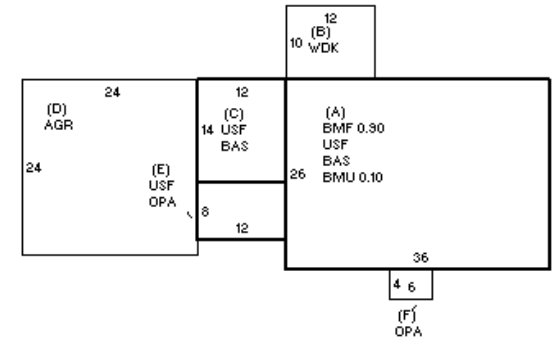 12
(B)
10 WDK
24
(D)
AGR
24
(E)
USF
OPA
12
(C)
14 USF
BAS
8
12
(A)
BMF 0.90
USF
BAS
26 BMU 0.10
36
4 6
(F)
OPA